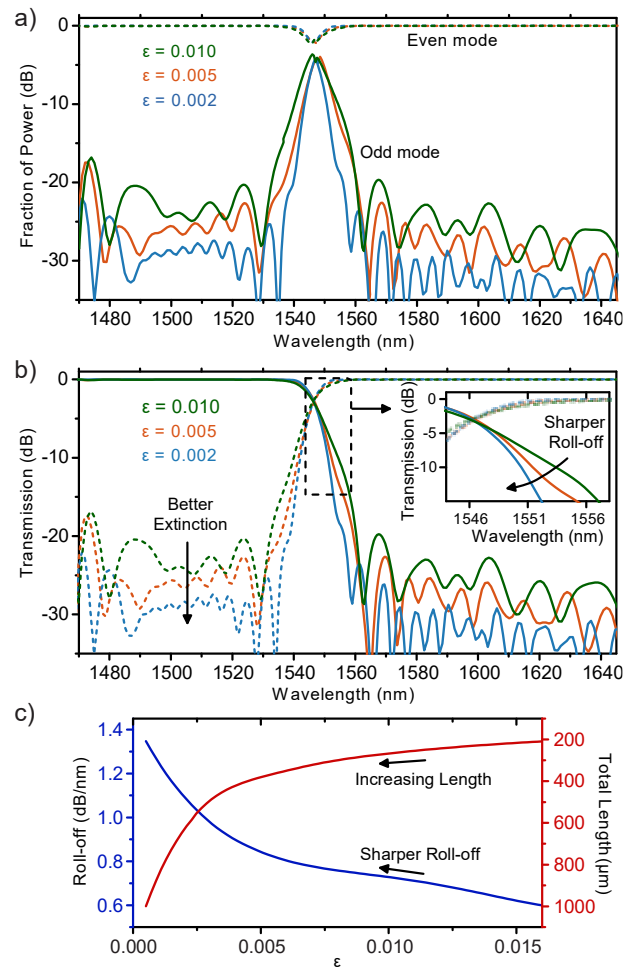 a)
0
-10
-20
-30
Fraction of Power (dB)
Even mode
ε = 0.010
ε = 0.005
ε = 0.002
Odd mode
1480 1500 1520 1540 1560 1580 1600 1620 1640
Wavelength (nm)
b)
0
-10
-20
-30
Transmission (dB)
ε = 0.010
ε = 0.005
ε = 0.002
Better
Extinction
0
-5
-10
Transmission (dB)
Sharper
Roll-off
1546 1551 1556
Wavelength (nm)
1480 1500 1520 1540 1560 1580 1600 1620 1640
Wavelength (nm)
c)
1.4
1.2
1.0
0.8
0.6
Roll-off (dB/nm)
Increasing Length
Sharper Roll-off
200
400
600
800
1000
Total Length (μm)
0.000 0.005 0.010 0.015
ε